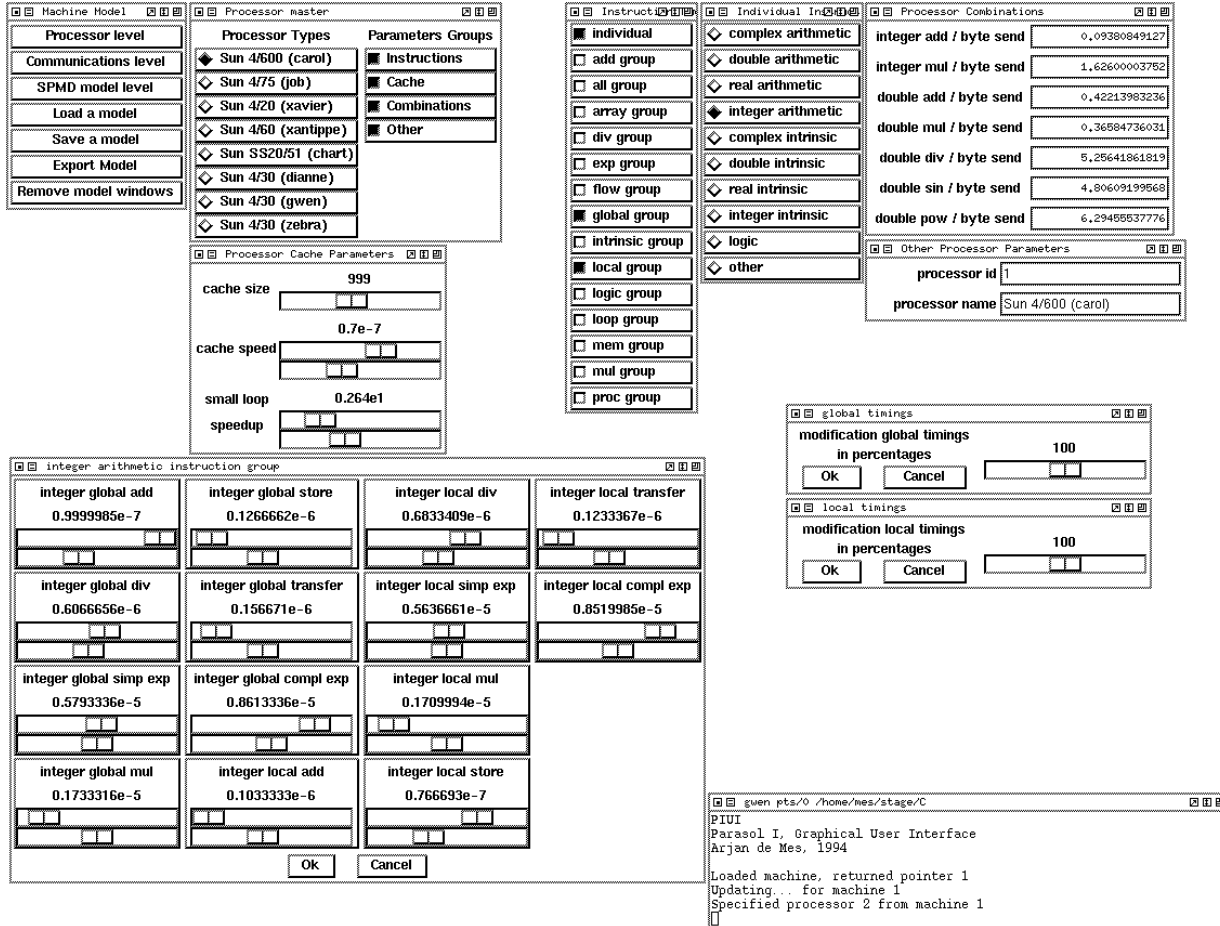 Machine Model
Processor level
Communications level
SPMD model level
Load a model
Save a model
Export Model
Remove model windows
Processor master
Processor Types
Sun 4/600 (carol)
Sun 4/75 (job)
Sun 4/20 (xavier)
Sun 4/60 (xantippe)
Sun SS20/51 (chart)
Sun 4/30 (dianne)
Sun 4/30 (gwen)
Sun 4/30 (zebra)
Parameters Groups
Instructions
Cache
Combinations
Other
Processor Cache Parameters
cache size
999
cache speed
0.7e-7
small loop
speedup
0.264e1
individual
add group
all group
array group
div group
exp group
flow group
global group
intrinsic group
local group
logic group
loop group
mem group
mul group
proc group
Individual
complex arithmetic
double arithmetic
real arithmetic
integer arithmetic
complex intrinsic
double intrinsic
real intrinsic
integer intrinsic
logic
other
Processor Combinations
integer add / byte send 0.09380849127
integer mul / byte send 1.62600003752
double add / byte send 0.42213983236
double mul / byte send 0.36584736031
double div / byte send 5.25641861819
double sin / byte send 4.80609199568
double pow / byte send 6.29455537776
Other Processor Parameters
processor id 1
processor name Sun 4/600 (carol)
global timings
modification global timings
in percentages
100
Ok Cancel
local timings
modification local timings
in percentages
100
Ok Cancel
integer arithmetic instruction group
integer global add integer global store integer local div integer local transfer
0.9999985e-7 0.1266662e-6 0.6833409e-6 0.1233367e-6
integer global div integer global transfer integer local simp exp integer local compl exp
0.6066656e-6 0.156671e-6 0.5636661e-5 0.8519985e-5
integer global simp exp integer global compl exp integer local mul
0.5793336e-5 0.8613336e-5 0.1709994e-5
integer global mul integer local add integer local store
0.1733316e-5 0.1033333e-6 0.766693e-7
Ok Cancel
gwen pts/0 /home/mes/stage/C
PIUI
Parasol I, Graphical User Interface
Arjan de Mes, 1994
Loaded machine, returned pointer 1
Updating... for machine 1
Specified processor 2 from machine 1